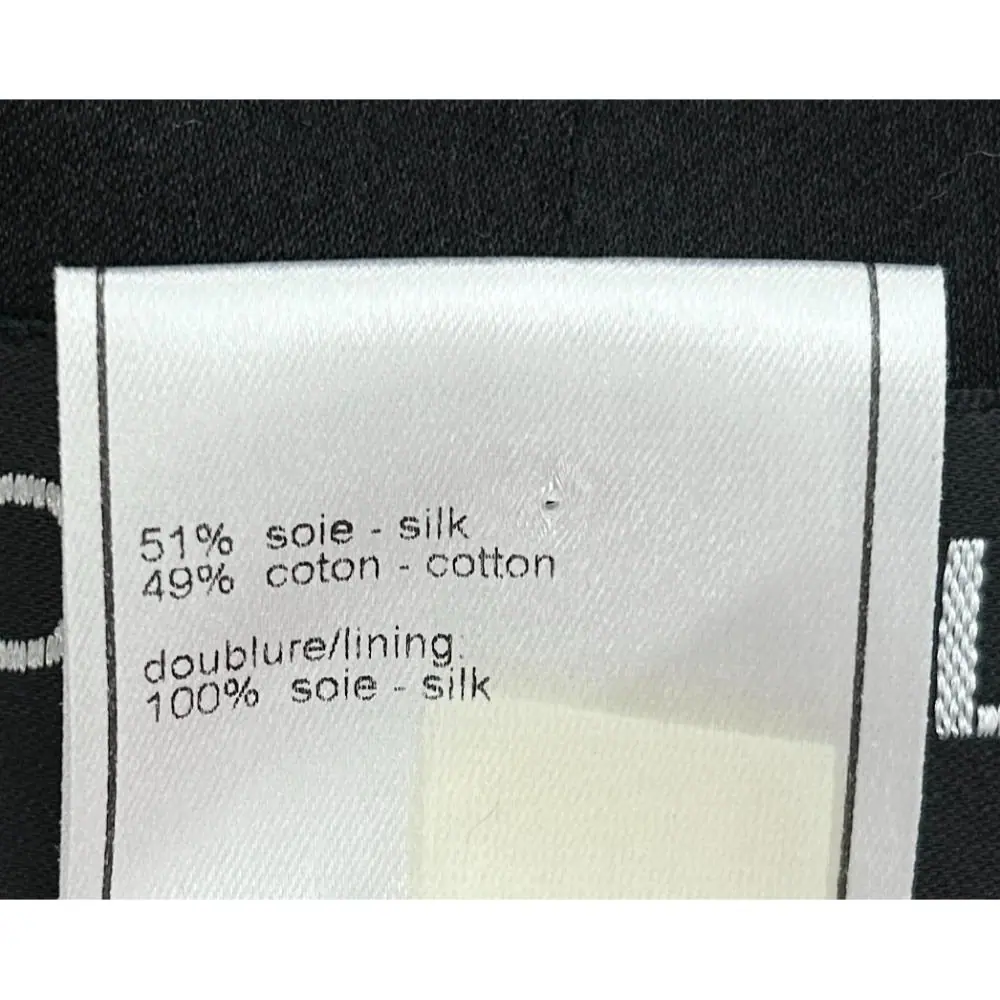 51% soie - silk
49% coton - cotton
doublure/lining:
100% soie - silk
L